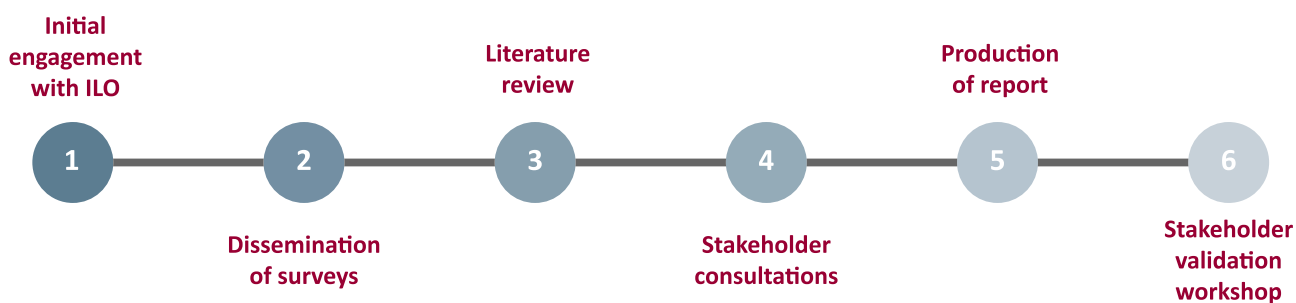 Initial
engagement
with ILO
1
Dissemination
of surveys
2
Literature
review
3
Stakeholder
consultations
4
Production
of report
5
Stakeholder
validation
workshop
6